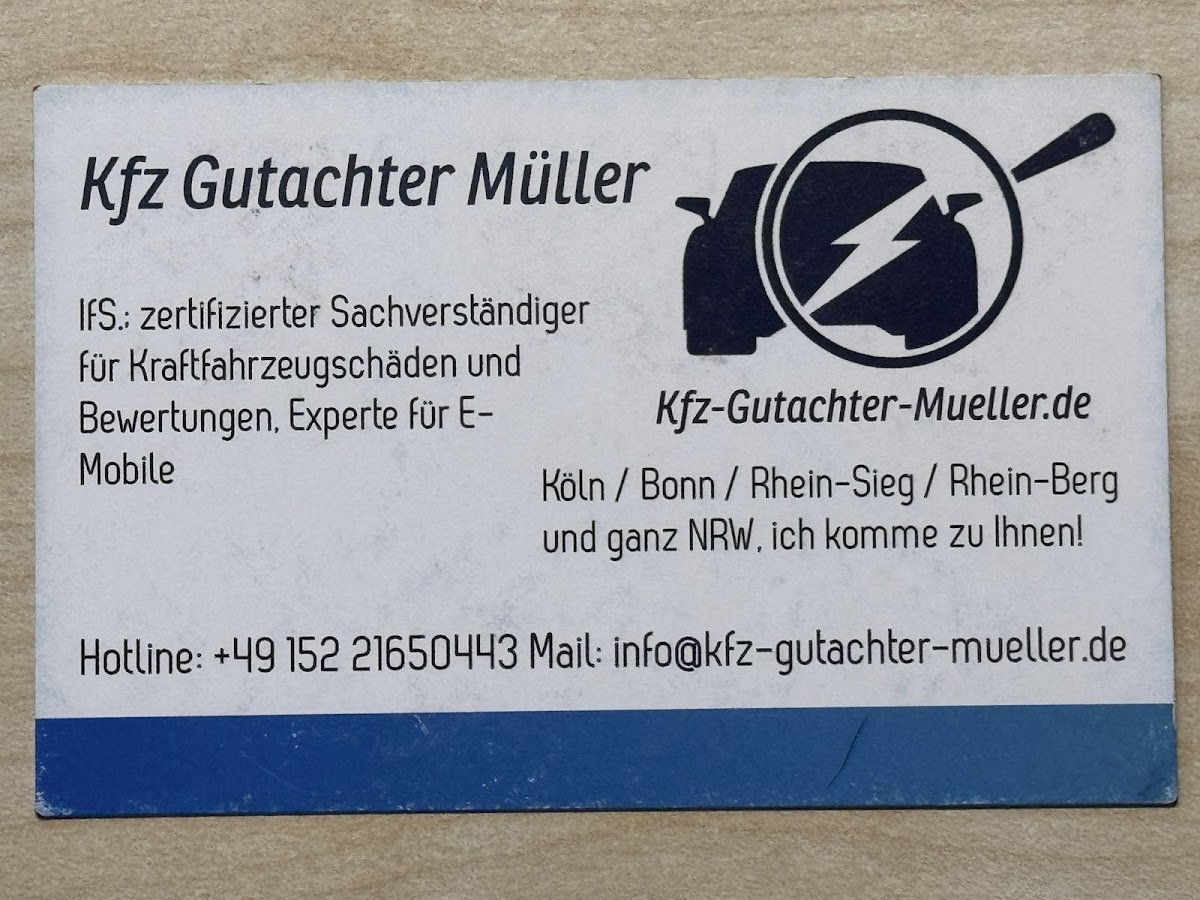 Kfz Gutachter Müller
IfS.: zertifizierter Sachverständiger
für Kraftfahrzeugschäden und
Bewertungen, Experte für E-
Mobile
Kfz-Gutachter-Mueller.de
Köln / Bonn / Rhein-Sieg / Rhein-Berg
und ganz NRW, ich komme zu Ihnen!
Hotline: +49 152 21650443 Mail: info@kfz-gutachter-mueller.de